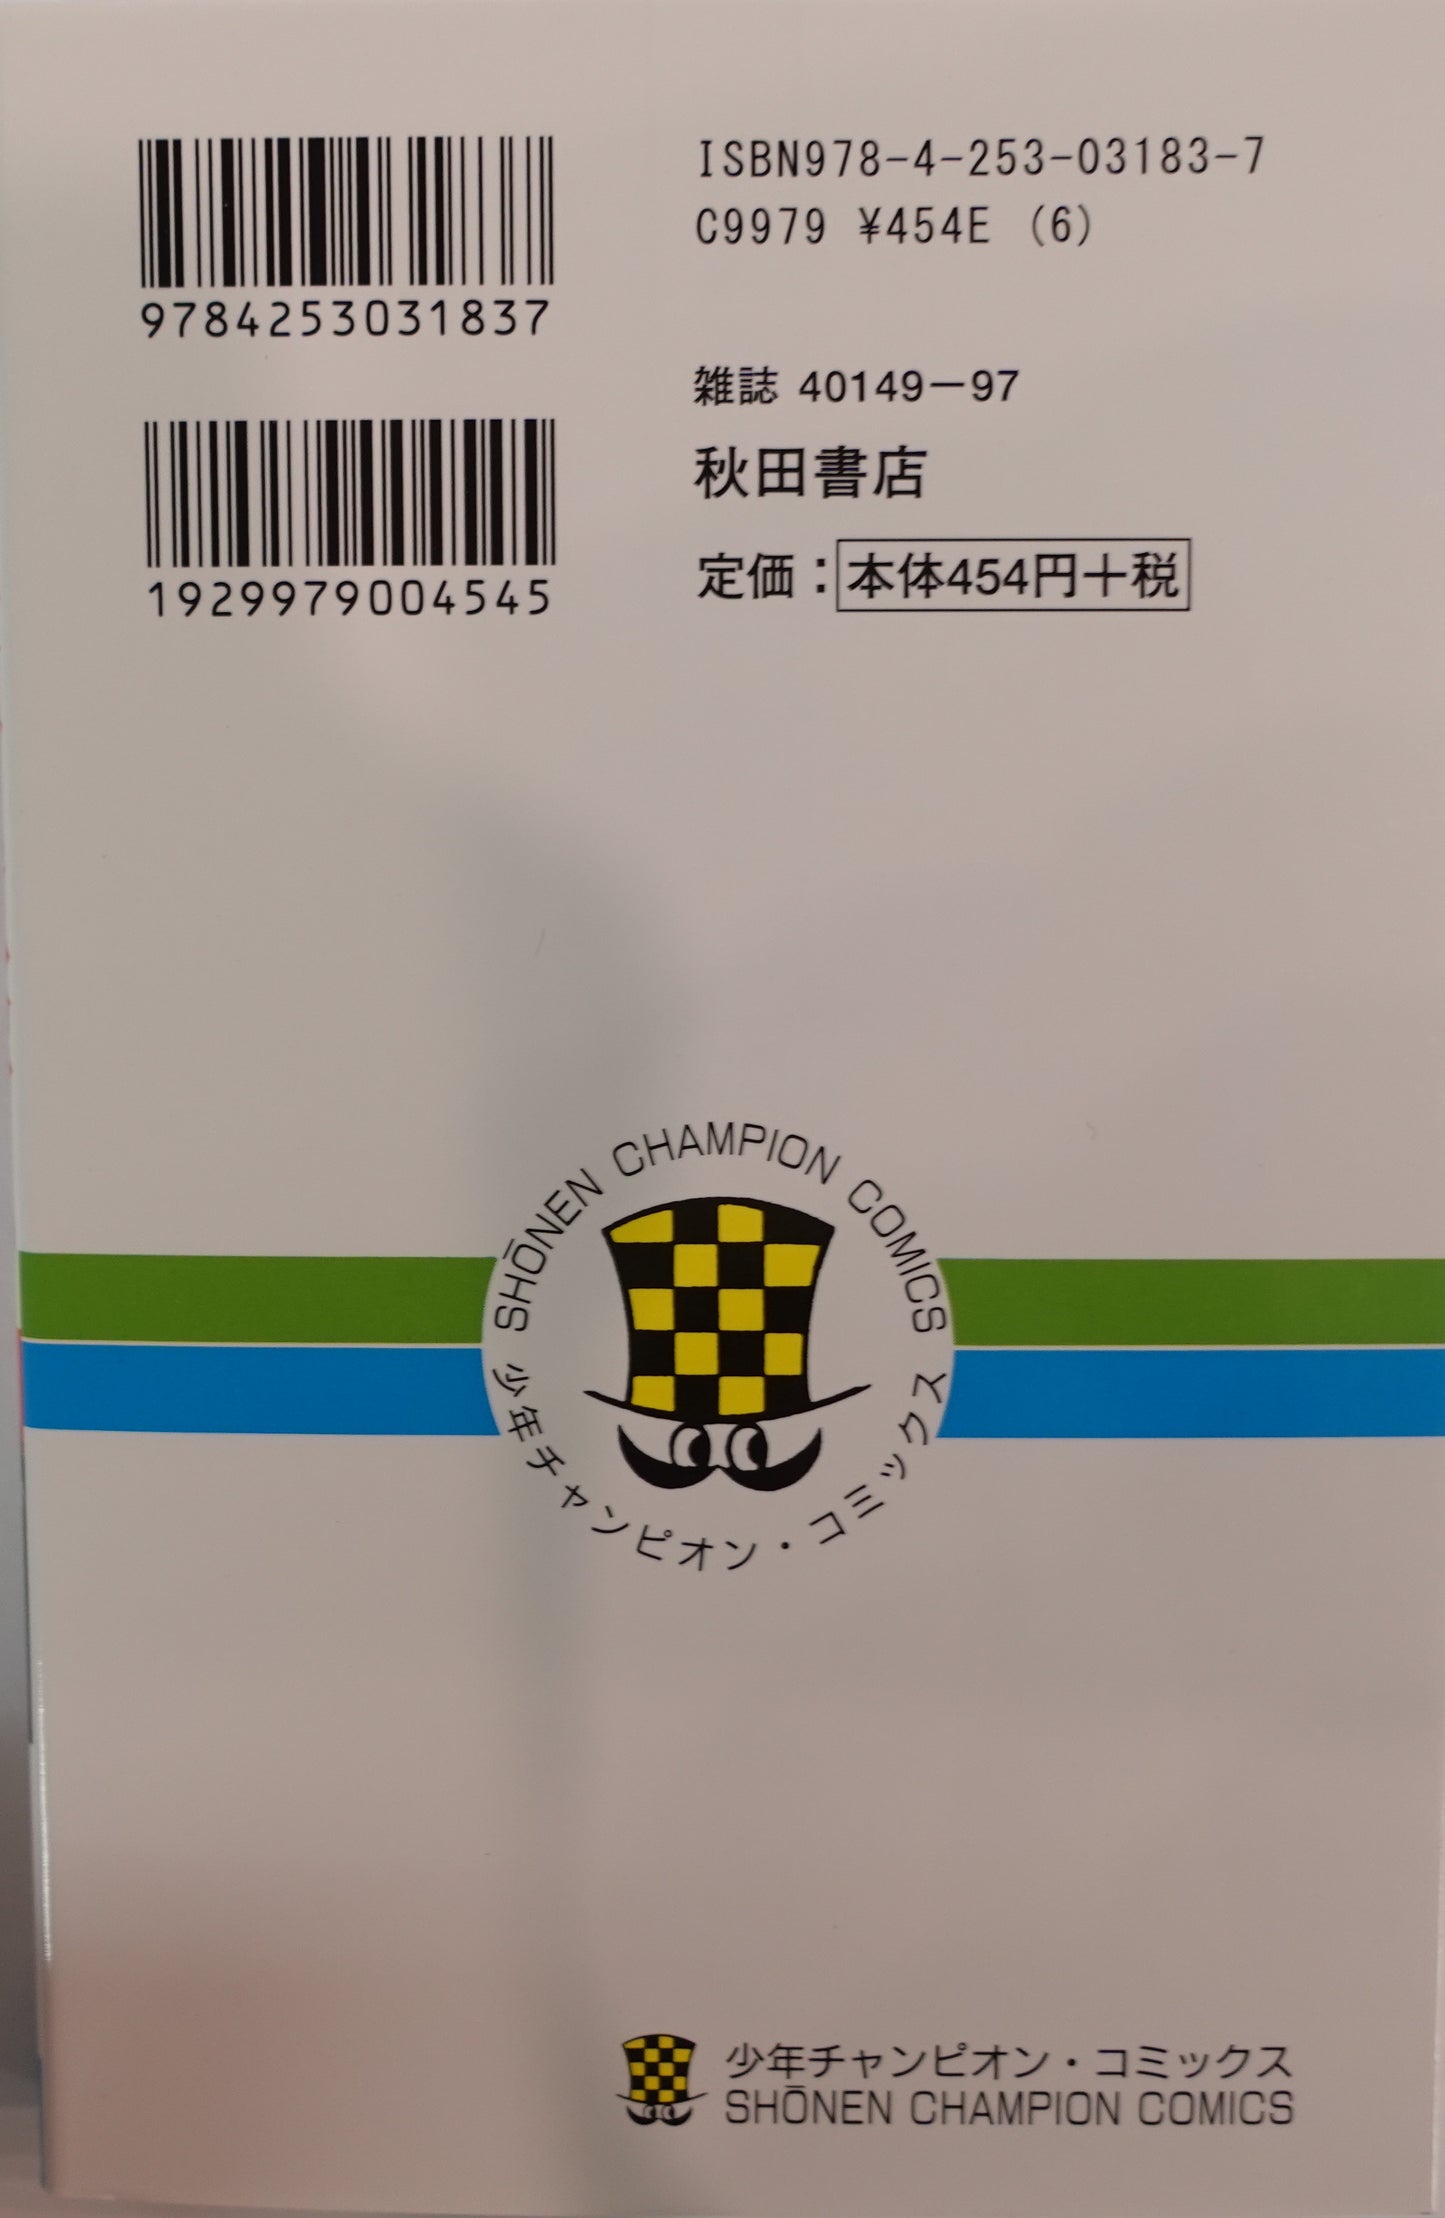 ISBN978-4-253-03183-7
C9979 ¥454E (6)
9784253031837
雑誌 40149-97
秋田書店
定価：本体454円＋税
1929979004545
SHŌNEN CHAMPION COMICS
少年チャンピオン・コミックス
少年チャンピオン・コミックス
SHŌNEN CHAMPION COMICS